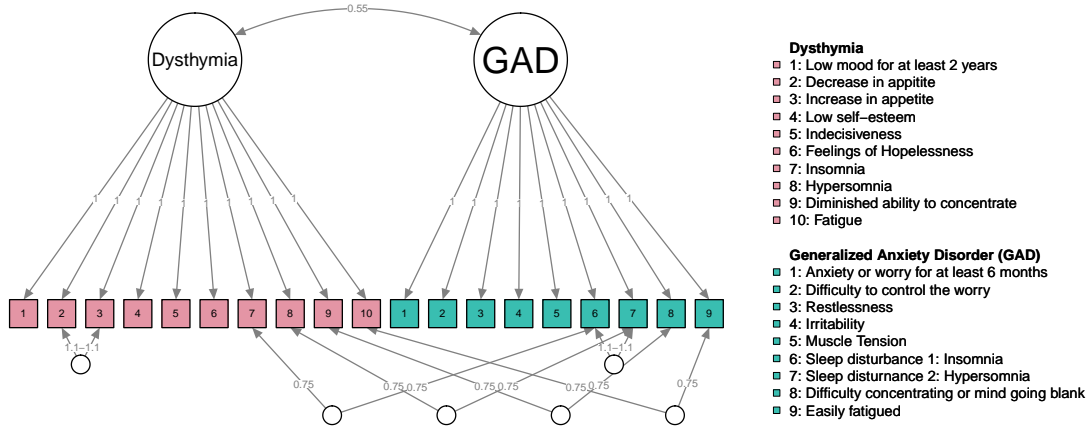 0.55
Dysthymia
GAD
1 1 1 1 1 1 1 1 1 1
1 1 1 1 1 1 1 1 1
1 2 3 4 5 6 7 8 9 10 1 2 3 4 5 6 7 8 9
1.1 −1.1
1.1 −1.1
0.75 0.75 0.75 0.75 0.75 0.75 0.75 0.75
Dysthymia
1: Low mood for at least 2 years
2: Decrease in appitite
3: Increase in appetite
4: Low self−esteem
5: Indecisiveness
6: Feelings of Hopelessness
7: Insomnia
8: Hypersomnia
9: Diminished ability to concentrate
10: Fatigue
Generalized Anxiety Disorder (GAD)
1: Anxiety or worry for at least 6 months
2: Difficulty to control the worry
3: Restlessness
4: Irritability
5: Muscle Tension
6: Sleep disturbance 1: Insomnia
7: Sleep disturnance 2: Hypersomnia
8: Difficulty concentrating or mind going blank
9: Easily fatigued